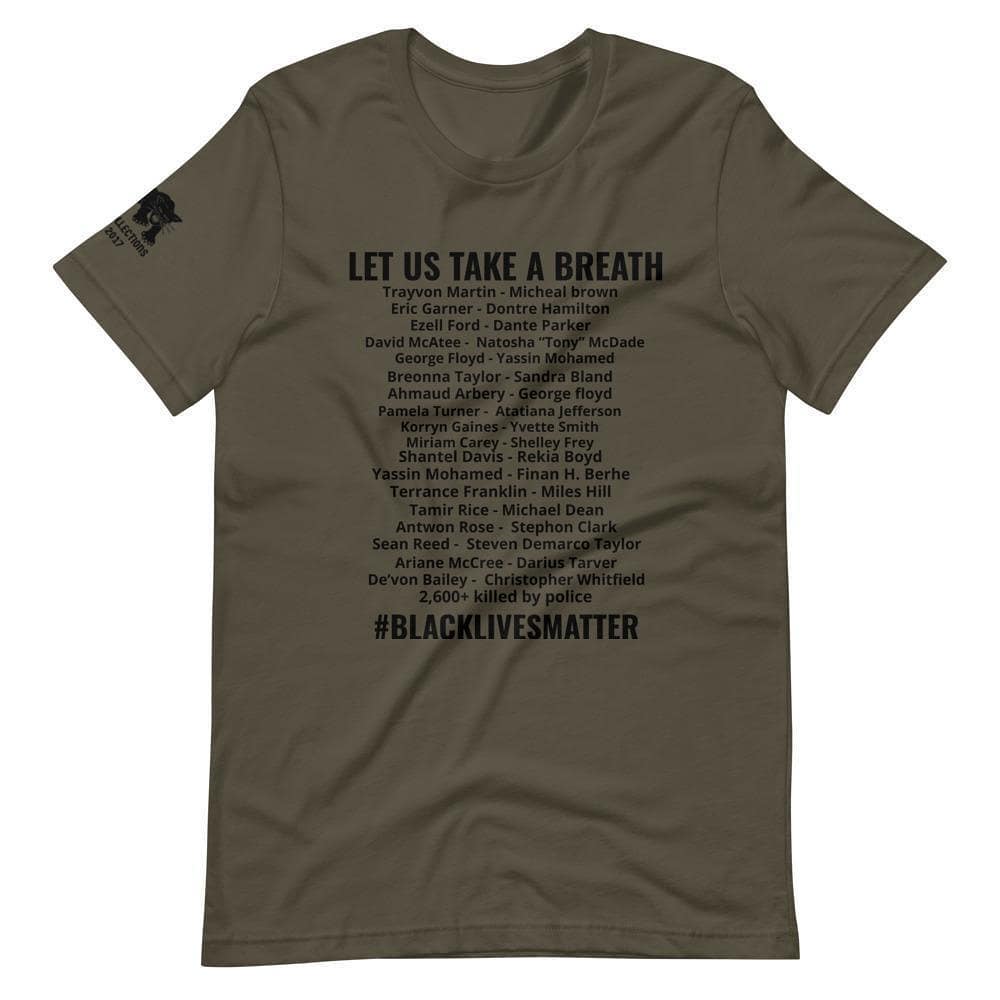 LLECTIONS
2017
LET US TAKE A BREATH
Trayvon Martin - Micheal brown
Eric Garner - Dontre Hamilton
Ezell Ford - Dante Parker
David McAtee - Natosha “Tony” McDade
George Floyd - Yassin Mohamed
Breonna Taylor - Sandra Bland
Ahmaud Arbery - George floyd
Pamela Turner - Atatiana Jefferson
Korryn Gaines - Yvette Smith
Miriam Carey - Shelley Frey
Shantel Davis - Rekia Boyd
Yassin Mohamed - Finan H. Berhe
Terrance Franklin - Miles Hill
Tamir Rice - Michael Dean
Antwon Rose - Stephon Clark
Sean Reed - Steven Demarco Taylor
Ariane McCree - Darius Tarver
De’von Bailey - Christopher Whitfield
2,600+ killed by police
#BLACKLIVESMATTER